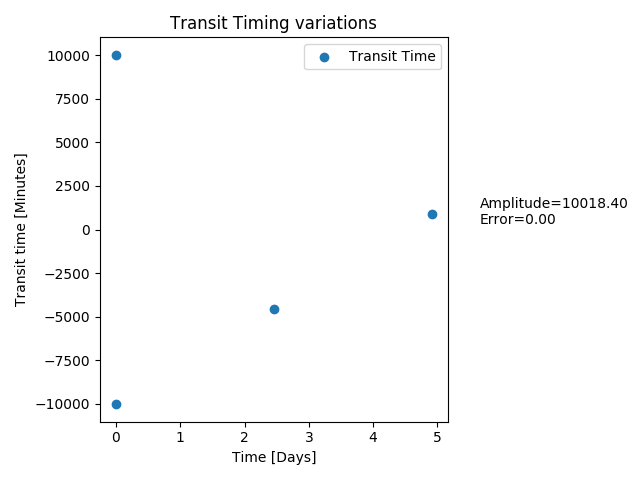 Transit Timing variations
Transit Time
10000
7500
5000
2500
0
−2500
−5000
−7500
−10000
Transit time [Minutes]
Amplitude=10018.40
Error=0.00
0 1 2 3 4 5
Time [Days]